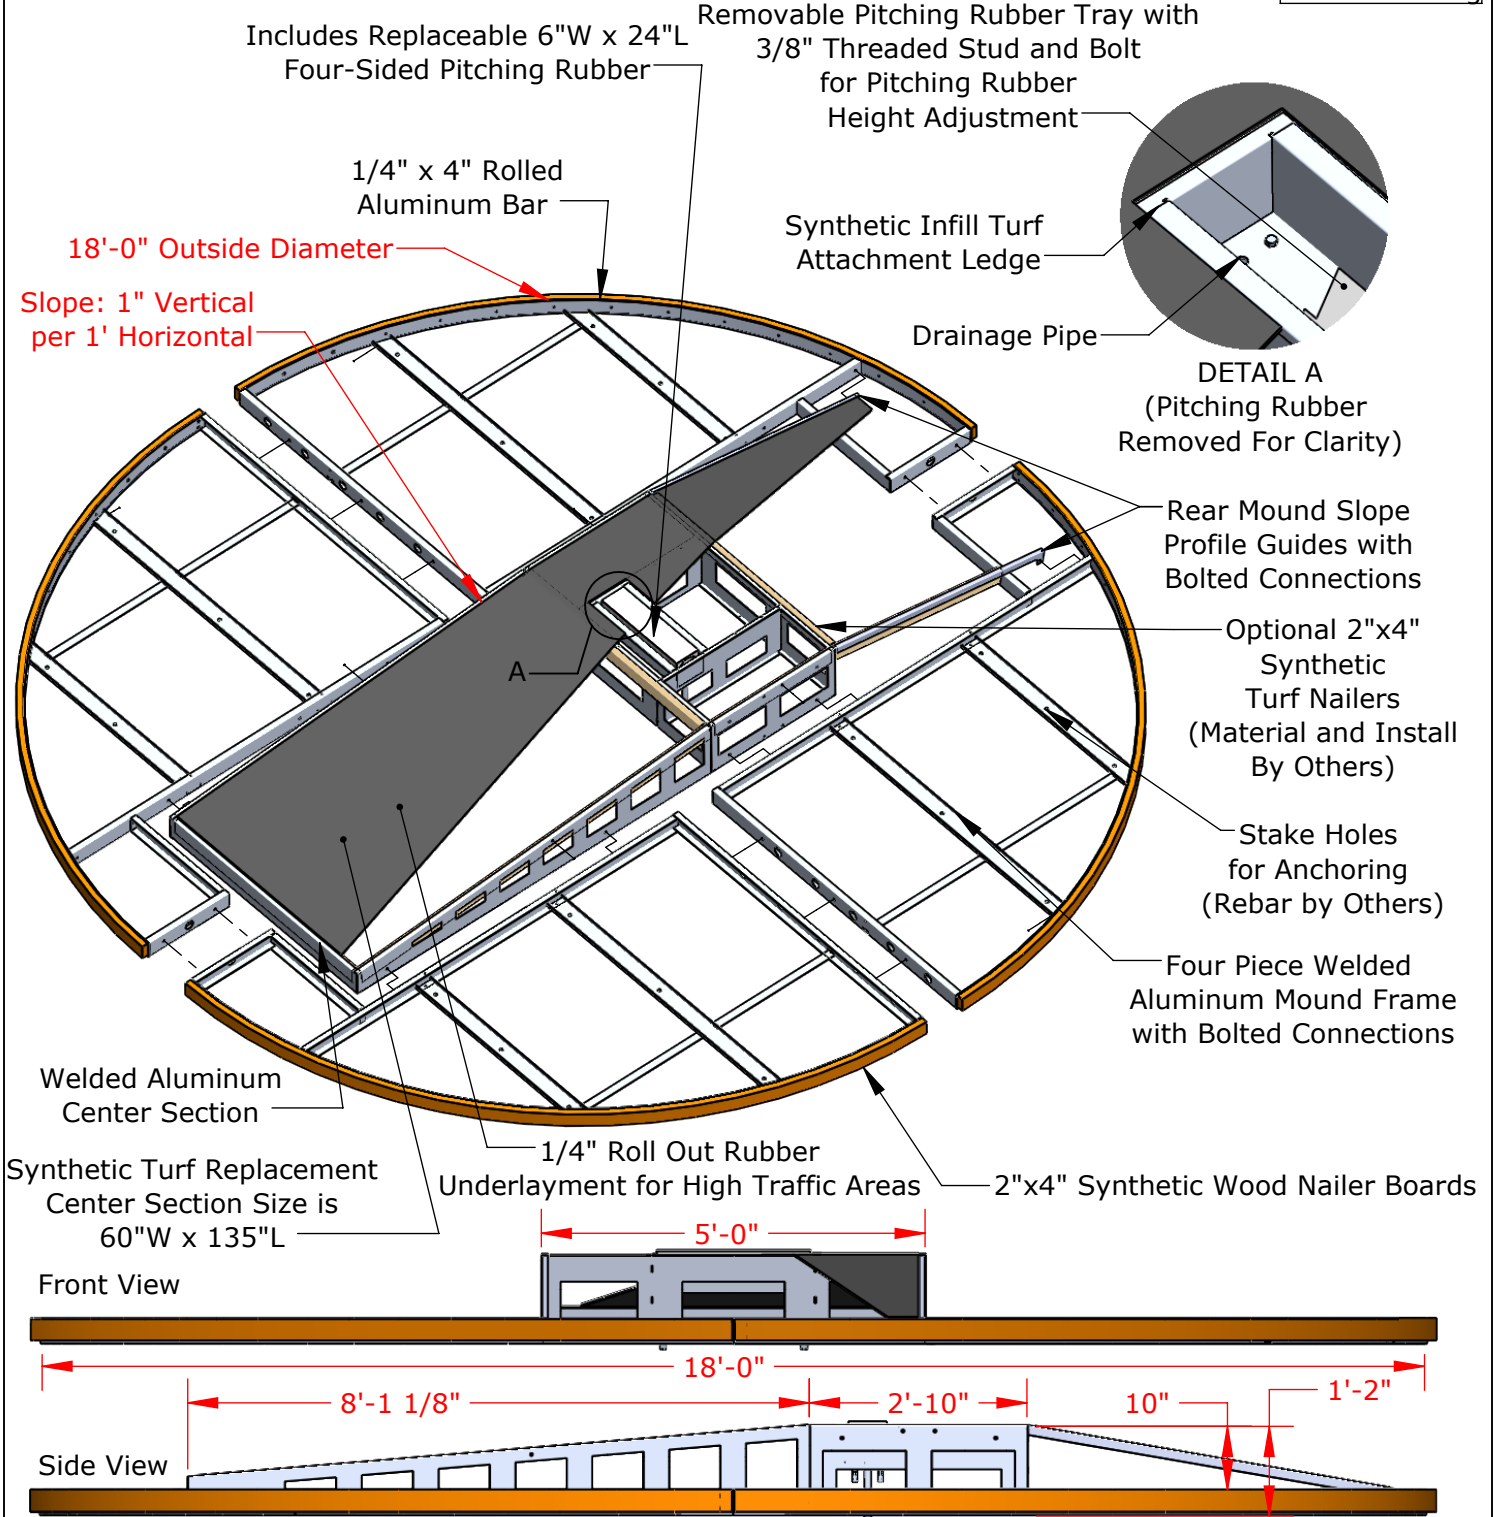 Removable Pitching Rubber Tray with
3/8" Threaded Stud and Bolt
for Pitching Rubber
Height Adjustment
Includes Replaceable 6"W x 24"L
Four-Sided Pitching Rubber
1/4" x 4" Rolled
Aluminum Bar
18'-0" Outside Diameter
Slope: 1" Vertical
per 1' Horizontal
Synthetic Infill Turf
Attachment Ledge
Drainage Pipe
DETAIL A
(Pitching Rubber
Removed For Clarity)
Rear Mound Slope
Profile Guides with
Bolted Connections
A
Optional 2"x4"
Synthetic
Turf Nailers
(Material and Install
By Others)
Stake Holes
for Anchoring
(Rebar by Others)
Four Piece Welded
Aluminum Mound Frame
with Bolted Connections
Welded Aluminum
Center Section
1/4" Roll Out Rubber
Underlayment for High Traffic Areas
2"x4" Synthetic Wood Nailer Boards
Synthetic Turf Replacement
Center Section Size is
60"W x 135"L
5'-0"
Front View
18'-0"
8'-1 1/8"
2'-10"
10"
1'-2"
Side View